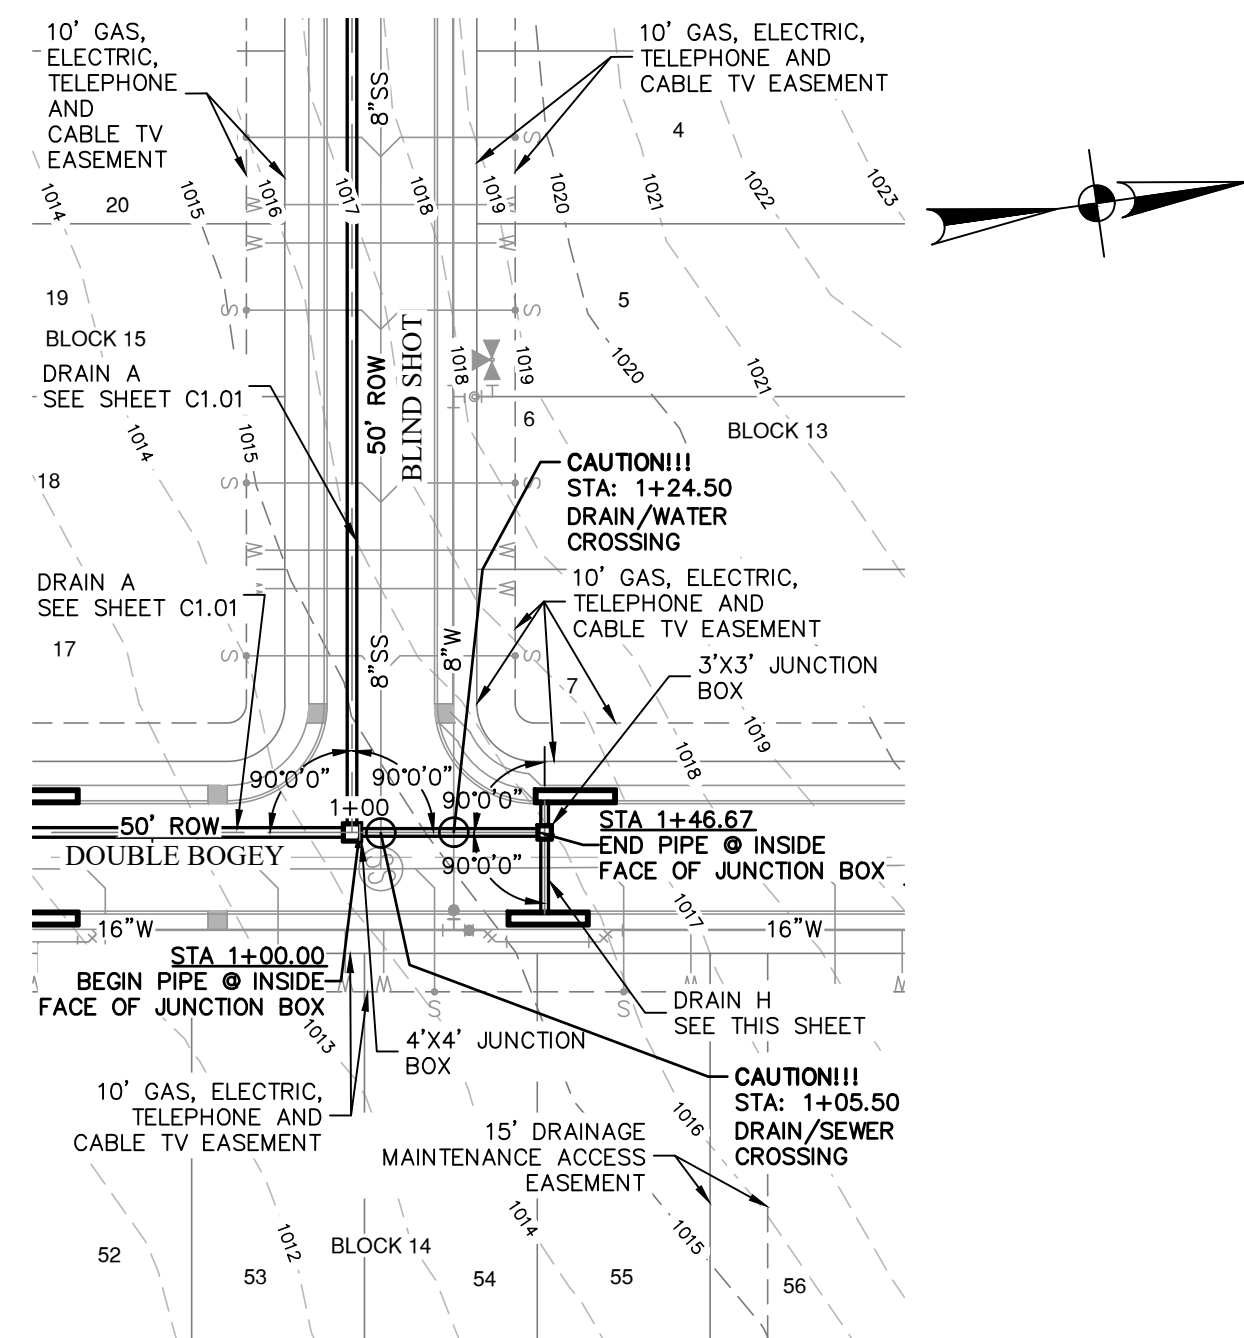 10' GAS,
ELECTRIC,
TELEPHONE
AND
CABLE TV
EASEMENT
10' GAS, ELECTRIC,
TELEPHONE AND
CABLE TV EASEMENT
8"SS
S
S
4
1014
20
1015
1016
1017
1018
1019
1020
1021
1022
1023
W
W
W
W
19
S
S
5
BLOCK 15
50' ROW
BLIND SHOT
1018
1019
1020
1021
DRAIN A
SEE SHEET C1.01
6
BLOCK 13
1014
1015
18
S
S
CAUTION!!!
STA: 1+24.50
DRAIN/WATER
CROSSING
W
W
DRAIN A
SEE SHEET C1.01
W
10' GAS, ELECTRIC,
TELEPHONE AND
CABLE TV EASEMENT
17
S
8"SS
8"W
S
7
3'X3' JUNCTION
BOX
1019
1018
90°0'0"
90°0'0"
90°0'0"
1+00
50' ROW
DOUBLE BOGEY
90°0'0"
SS
STA 1+46.67
END PIPE @ INSIDE
FACE OF JUNCTION BOX
1017
16"W
16"W
STA 1+00.00
BEGIN PIPE @ INSIDE
FACE OF JUNCTION BOX
W
W
W
W
S
S
DRAIN H
SEE THIS SHEET
1013
4'X4' JUNCTION
BOX
CAUTION!!!
STA: 1+05.50
DRAIN/SEWER
CROSSING
10' GAS, ELECTRIC,
TELEPHONE AND
CABLE TV EASEMENT
1016
15' DRAINAGE
MAINTENANCE ACCESS
EASEMENT
1012
1014
1015
BLOCK 14
52
53
54
55
56